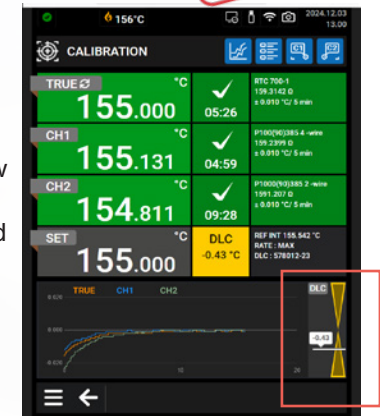 156°C
2024.12.03
13.00
CALIBRATION
TRUE °C
155.000
05:26
RTC 700-1
159.3142 Ω
± 0.010 °C/ 5 min
CH1 °C
155.131
04:59
P100(90)385 4-wire
159.2399 Ω
± 0.010 °C/ 5 min
CH2 °C
154.811
09:28
P1000(90)385 2-wire
1591.207 Ω
± 0.010 °C/ 5 min
SET °C
155.000
DLC
-0.43 °C
REF INT 155.542 °C
RATE : MAX
DLC : 578012-23
TRUE CH1 CH2
DLC
0.000
-0.43
10